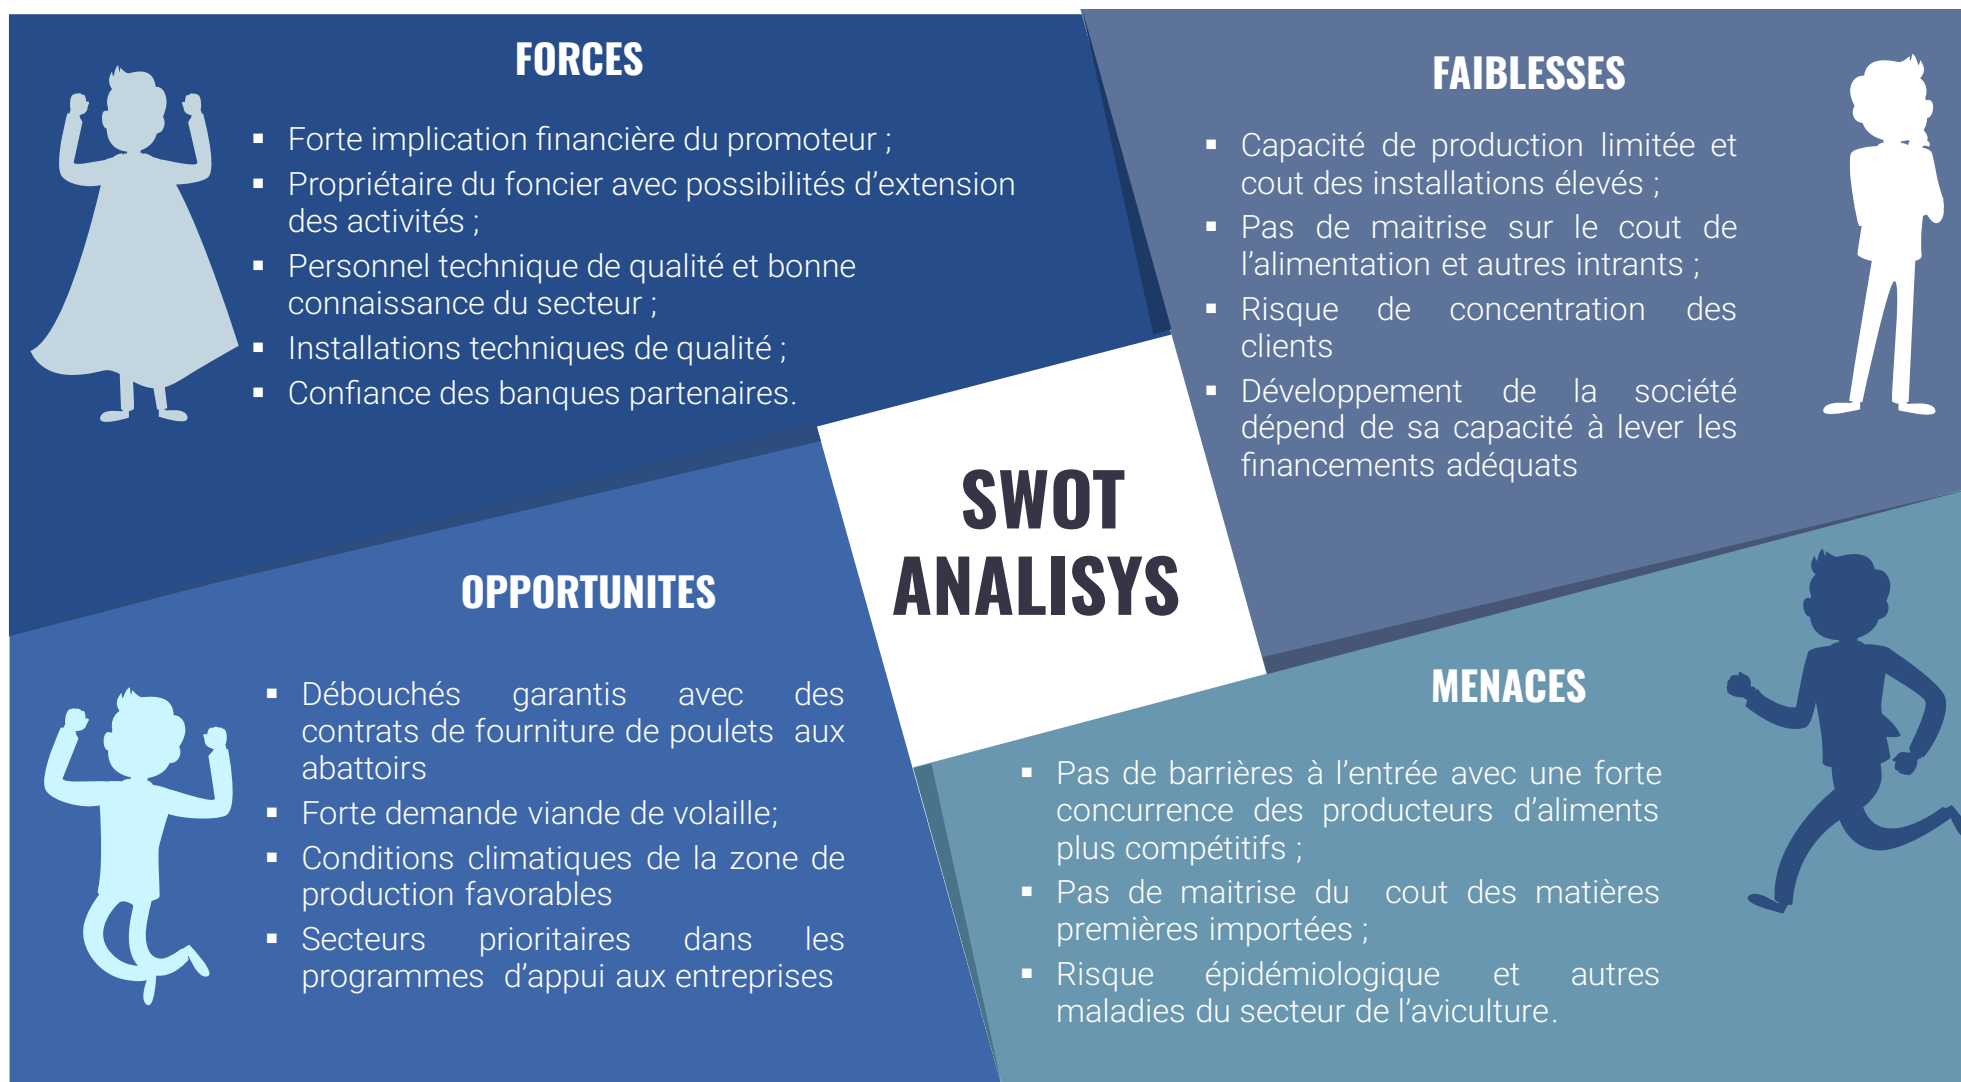 FORCES
▪ Forte implication financière du promoteur ;
▪ Propriétaire du foncier avec possibilités d’extension
des activités ;
▪ Personnel technique de qualité et bonne
connaissance du secteur ;
▪ Installations techniques de qualité ;
▪ Confiance des banques partenaires.
FAIBLESSES
▪ Capacité de production limitée et
cout des installations élevés ;
▪ Pas de maitrise sur le cout de
l’alimentation et autres intrants ;
▪ Risque de concentration des
clients
▪ Développement de la société
dépend de sa capacité à lever les
financements adéquats
SWOT
ANALISYS
OPPORTUNITES
▪ Débouchés garantis avec des
contrats de fourniture de poulets aux
abattoirs
▪ Forte demande viande de volaille;
▪ Conditions climatiques de la zone de
production favorables
▪ Secteurs prioritaires dans les
programmes d’appui aux entreprises
MENACES
▪ Pas de barrières à l’entrée avec une forte
concurrence des producteurs d’aliments
plus compétitifs ;
▪ Pas de maitrise du cout des matières
premières importées ;
▪ Risque épidémiologique et autres
maladies du secteur de l’aviculture.